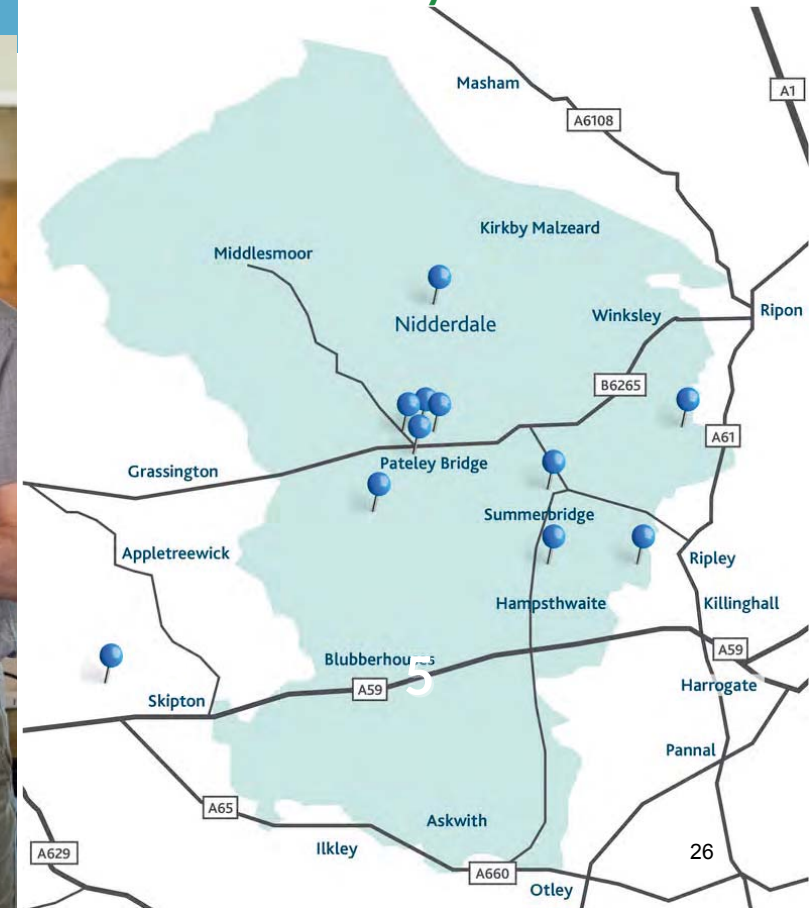 Masham
A1
A6108
Kirkby Malzeard
Middlesmoor
Nidderdale
Winksley
Ripon
B6265
A61
Grassington
Pateley Bridge
Summerbridge
Appletreewick
Ripley
Hampsthwaite
Killinghall
A59
Blubberhouses
5
A59
Harrogate
Skipton
Pannal
A65
Askwith
A629
Ilkley
26
A660
Otley